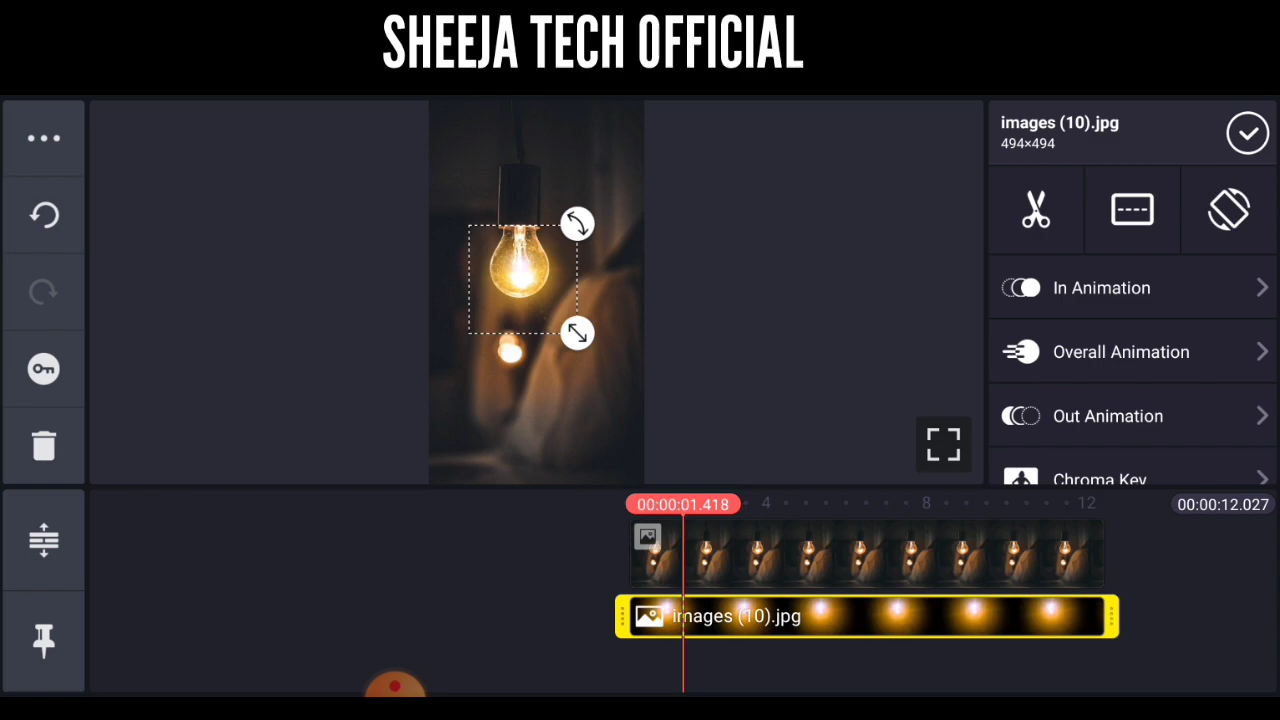 SHEEJA TECH OFFICIAL
images (10).jpg
494×494
In Animation
Overall Animation
Out Animation
Chroma Key
00:00:01.418
4
8
12
00:00:12.027
images (10).jpg